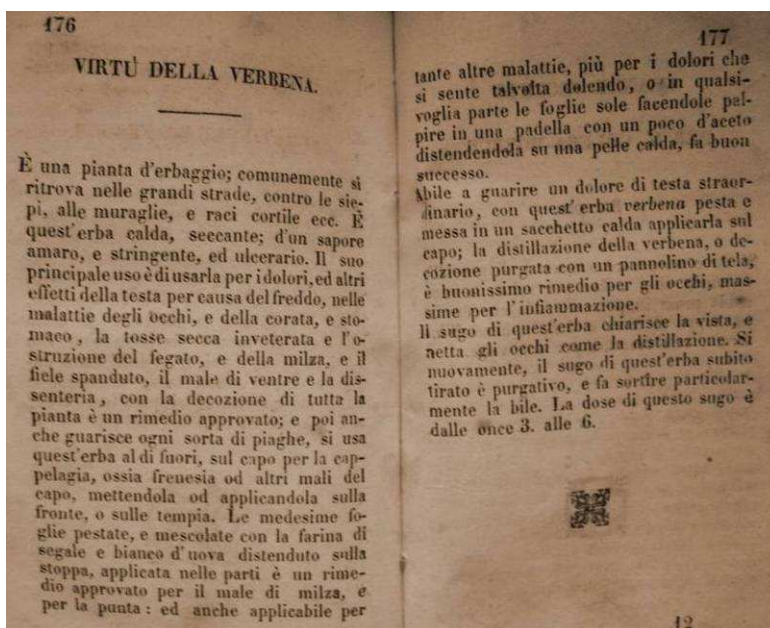 176
VIRTÙ DELLA VERBENA.
È una pianta d'erbaggio; comunemente si
ritrova nelle grandi strade, contro le sie-
pi, alle muraglie, e raci cortile ecc. È
quest'erba calda, seccante; d'un sapore
amaro, e stringente, ed ulcerario. Il suo
principale uso è di usarla per i dolori, ed altri
effetti della testa per causa del freddo, nelle
malattie degli occhi, e della corata, e sto-
maco, la tosse secca inveterata e l'o-
struzione del fegato, e della milza, e il
fiele spanduto, il male di ventre e la dis-
senteria, con la decozione di tutta la
pianta è un rimedio approvato; e poi an-
che guarisce ogni sorta di piaghe, si usa
quest'erba al di fuori, sul capo per la cap-
pelagia, ossia frenesia od altri mali del
capo, mettendola od applicandola sulla
fronte, o sulle tempia. Le medesime fo-
glie pestate, e mescolate con la farina di
segale e bianco d'uova distenduto sulla
stoppa, applicata nelle parti è un rime-
dio approvato per il male di milza, e
per la punta: ed anche applicabile per
177
tante altre malattie, più per i dolori che
si sente talvolta dolendo, o in qualsi-
voglia parte le foglie sole facendole pal-
pire in una padella con un poco d'aceto
distendendola su una pelle calda, fa buon
successo.
Abile a guarire un dolore di testa straor-
dinario, con quest'erba verbena pesta e
messa in un sacchetto calda applicarla sul
capo; la distillazione della verbena, o de-
cozione purgata con un pannolino di tela,
è buonissimo rimedio per gli occhi, mas-
sime per l'infiammazione.
Il sugo di quest'erba chiarisce la vista, e
netta gli occhi come la distillazione. Si
nuovamente, il sugo di quest'erba subito
tirato è purgativo, e fa sortire particolar-
mente la bile. La dose di questo sugo è
dalle once 3. alle 6.
12